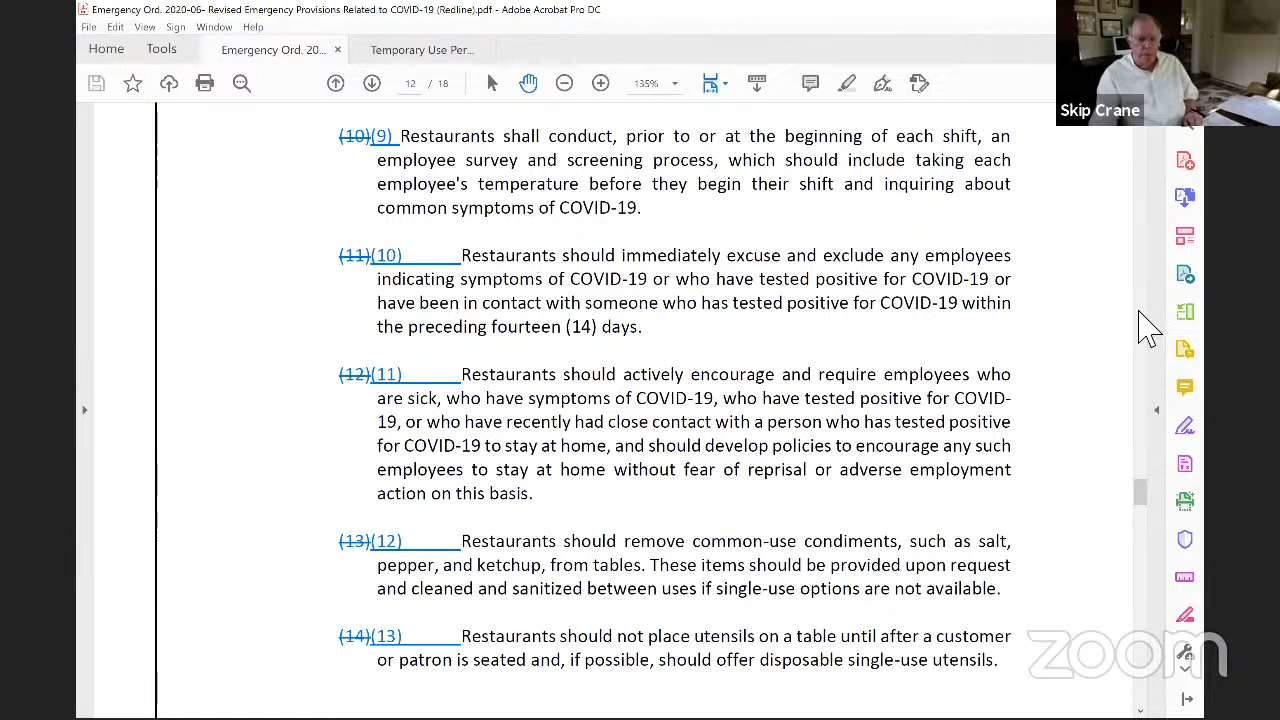 Emergency Ord. 2020-06- Revised Emergency Provisions Related to COVID-19 (Redline).pdf - Adobe Acrobat Pro DC
File Edit View Sign Window Help
Home Tools Emergency Ord. 20... × Temporary Use Per...
12 / 18 135%
Skip Crane
(10)(9) Restaurants shall conduct, prior to or at the beginning of each shift, an
employee survey and screening process, which should include taking each
employee's temperature before they begin their shift and inquiring about
common symptoms of COVID-19.
(11)(10) Restaurants should immediately excuse and exclude any employees
indicating symptoms of COVID-19 or who have tested positive for COVID-19 or
have been in contact with someone who has tested positive for COVID-19 within
the preceding fourteen (14) days.
(12)(11) Restaurants should actively encourage and require employees who
are sick, who have symptoms of COVID-19, who have tested positive for COVID-
19, or who have recently had close contact with a person who has tested positive
for COVID-19 to stay at home, and should develop policies to encourage any such
employees to stay at home without fear of reprisal or adverse employment
action on this basis.
(13)(12) Restaurants should remove common-use condiments, such as salt,
pepper, and ketchup, from tables. These items should be provided upon request
and cleaned and sanitized between uses if single-use options are not available.
(14)(13) Restaurants should not place utensils on a table until after a customer
or patron is seated and, if possible, should offer disposable single-use utensils.
zoom